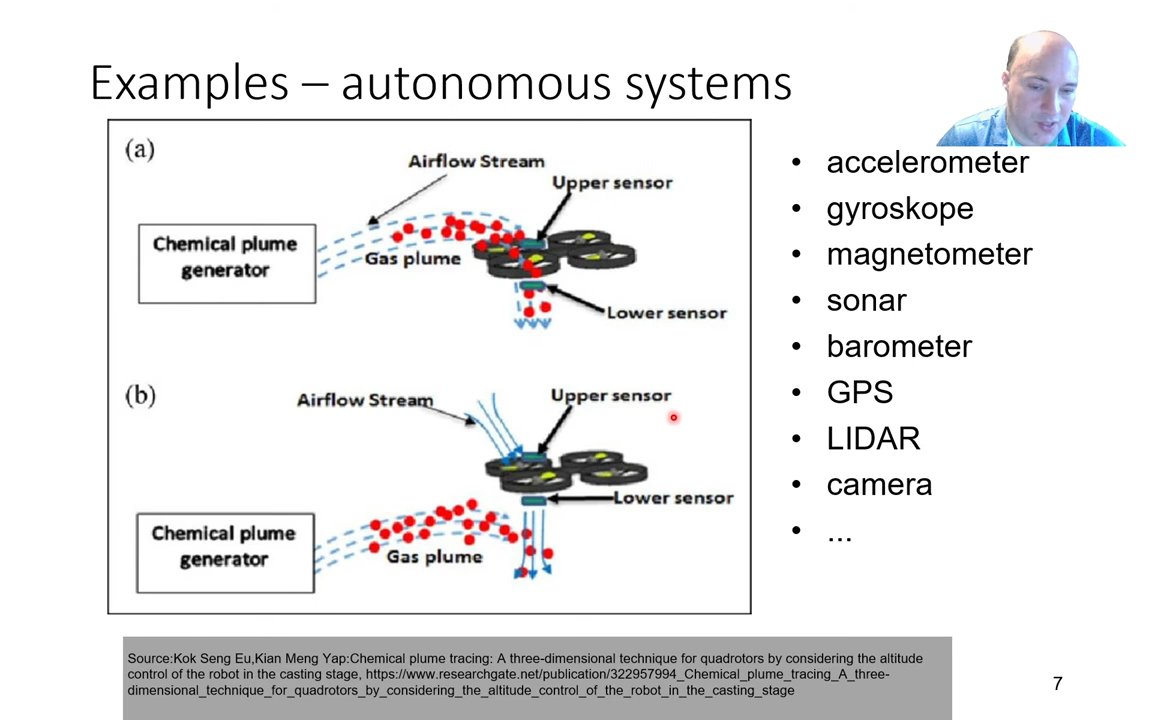 Examples – autonomous systems
(a)
Airflow Stream
Upper sensor
Chemical plume
generator
Gas plume
Lower sensor
(b)
Airflow Stream
Upper sensor
Lower sensor
Chemical plume
generator
Gas plume
• accelerometer
• gyroskope
• magnetometer
• sonar
• barometer
• GPS
• LIDAR
• camera
• ...
Source:Kok Seng Eu,Kian Meng Yap:Chemical plume tracing: A three-dimensional technique for quadrotors by considering the altitude
control of the robot in the casting stage, https://www.researchgate.net/publication/322957994_Chemical_plume_tracing_A_three-
dimensional_technique_for_quadrotors_by_considering_the_altitude_control_of_the_robot_in_the_casting_stage
7